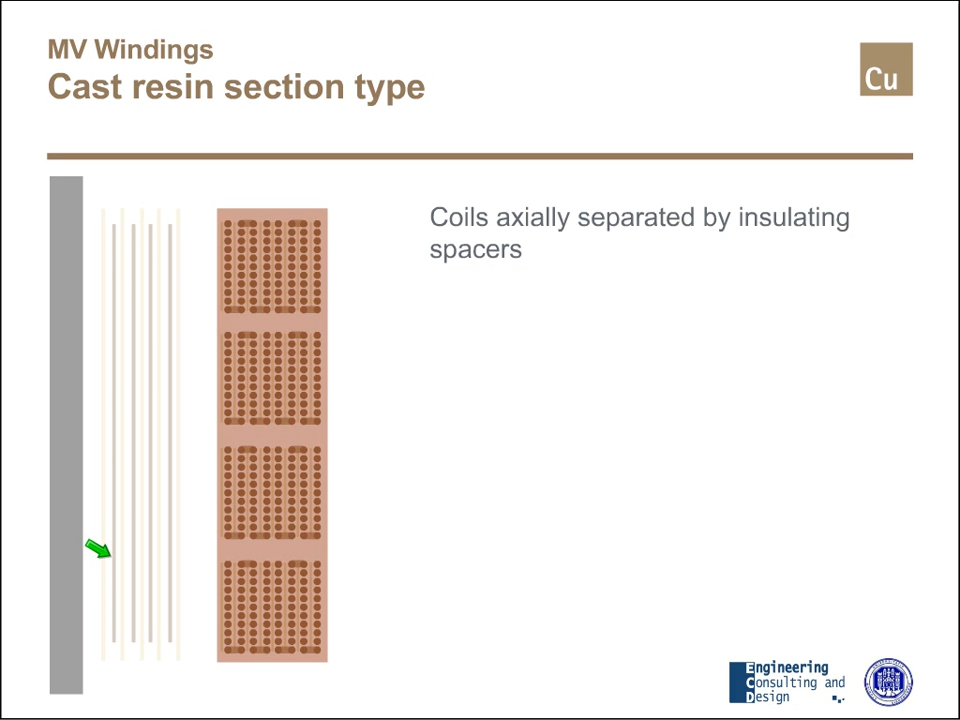 MV Windings
Cast resin section type
Cu
Coils axially separated by insulating
spacers
Engineering
Consulting and
Design